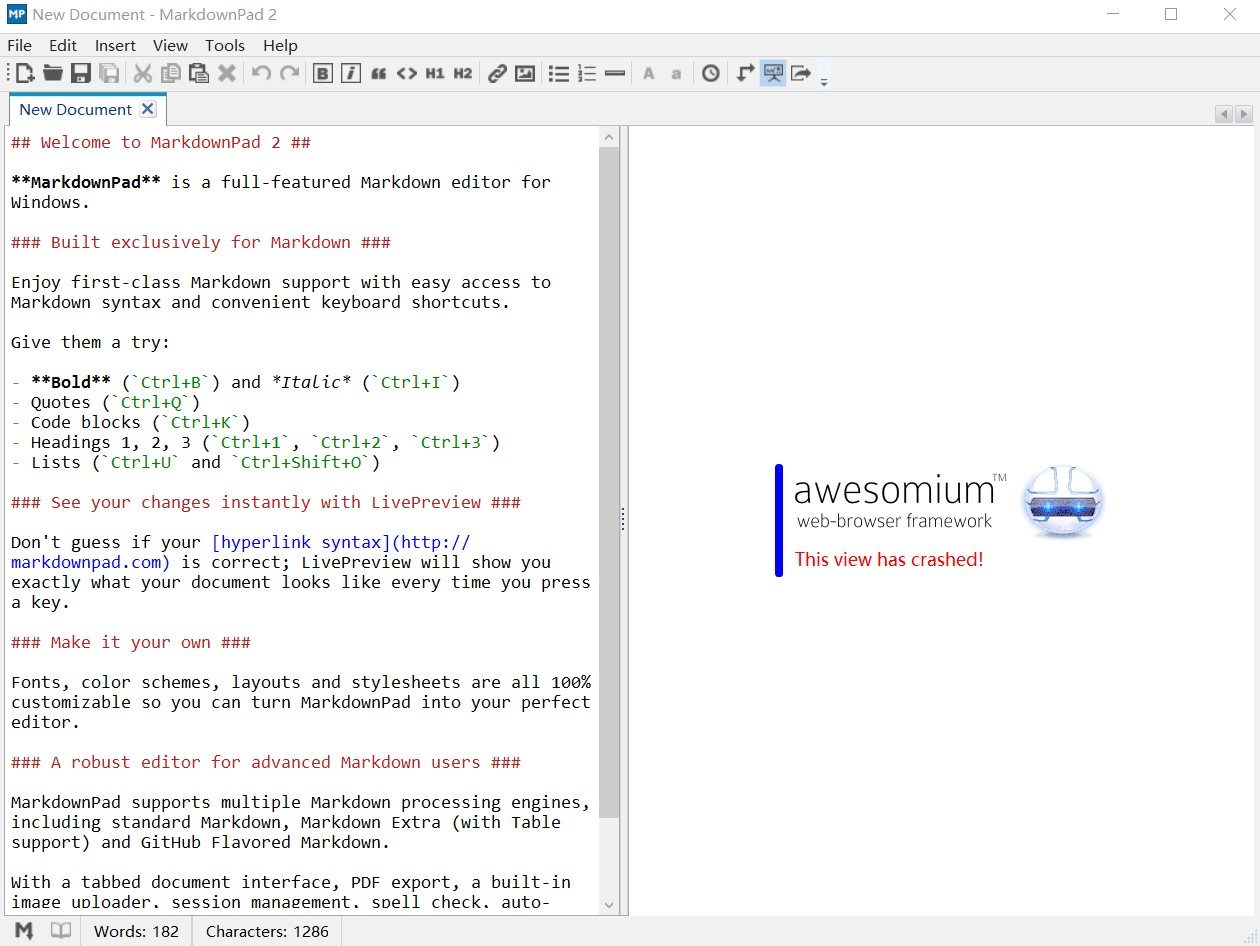 MP New Document - MarkdownPad 2
File Edit Insert View Tools Help
B i “ <> H1 H2 A a
New Document
## Welcome to MarkdownPad 2 ##
**MarkdownPad** is a full-featured Markdown editor for
Windows.
### Built exclusively for Markdown ###
Enjoy first-class Markdown support with easy access to
Markdown syntax and convenient keyboard shortcuts.
Give them a try:
- **Bold** (`Ctrl+B`) and *Italic* (`Ctrl+I`)
- Quotes (`Ctrl+Q`)
- Code blocks (`Ctrl+K`)
- Headings 1, 2, 3 (`Ctrl+1`, `Ctrl+2`, `Ctrl+3`)
- Lists (`Ctrl+U` and `Ctrl+Shift+O`)
### See your changes instantly with LivePreview ###
Don't guess if your [hyperlink syntax](http://
markdownpad.com) is correct; LivePreview will show you
exactly what your document looks like every time you press
a key.
### Make it your own ###
Fonts, color schemes, layouts and stylesheets are all 100%
customizable so you can turn MarkdownPad into your perfect
editor.
### A robust editor for advanced Markdown users ###
MarkdownPad supports multiple Markdown processing engines,
including standard Markdown, Markdown Extra (with Table
support) and GitHub Flavored Markdown.
With a tabbed document interface, PDF export, a built-in
image uploader, session management, spell check, auto-
awesomium™
web-browser framework
This view has crashed!
Words: 182 Characters: 1286